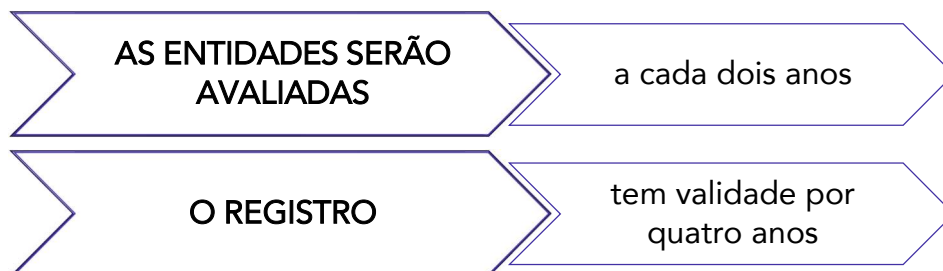 AS ENTIDADES SERÃO
AVALIADAS
a cada dois anos
O REGISTRO
tem validade por
quatro anos